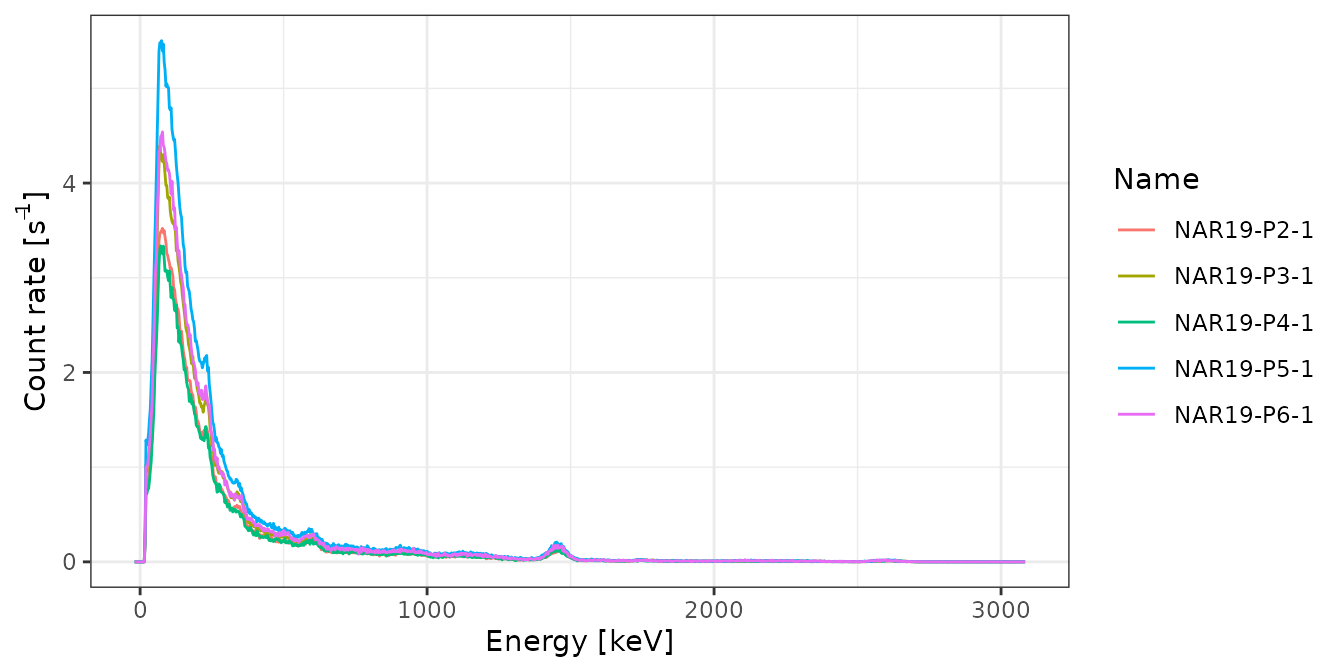 Count rate [s⁻¹]
4
2
0
0 1000 2000 3000
Energy [keV]
Name
NAR19-P2-1
NAR19-P3-1
NAR19-P4-1
NAR19-P5-1
NAR19-P6-1